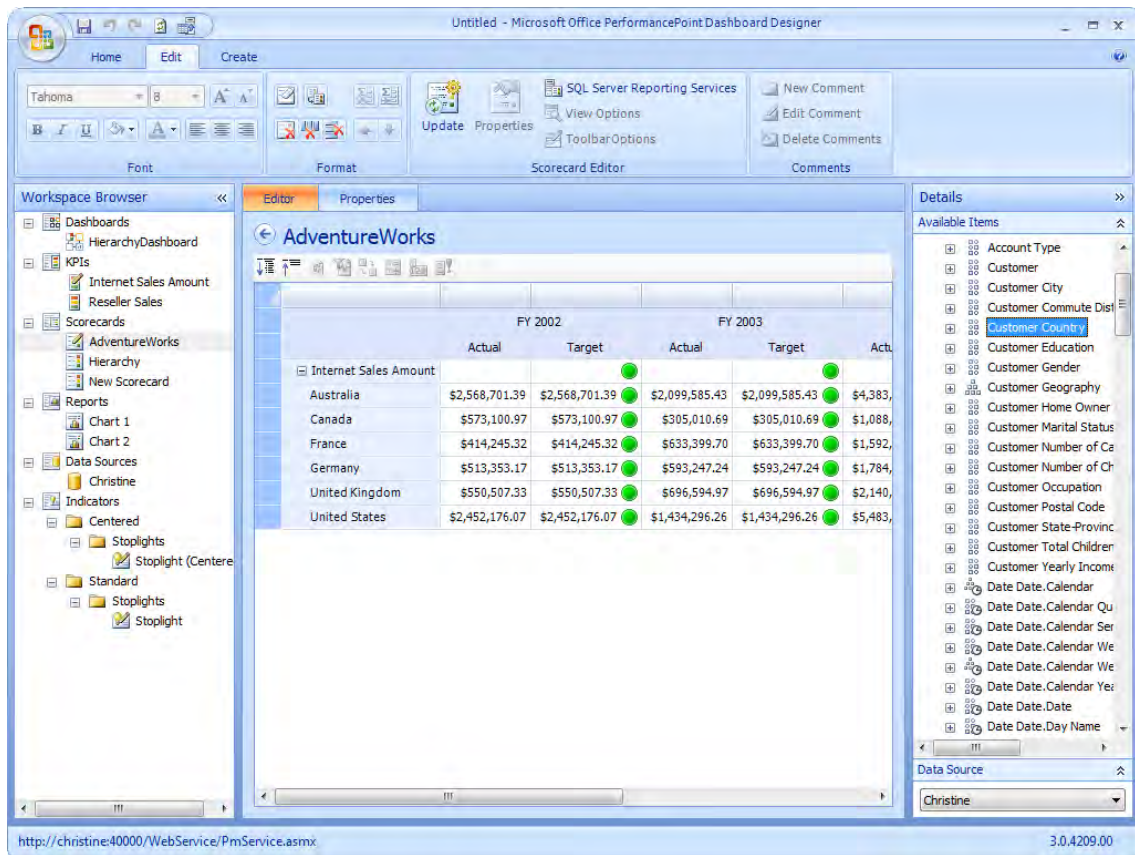 Untitled - Microsoft Office PerformancePoint Dashboard Designer
Home Edit Create
Tahoma 8 A A
B I U A
Font
Format
Update Properties
SQL Server Reporting Services
View Options
ToolbarOptions
Scorecard Editor
New Comment
Edit Comment
Delete Comments
Comments
Workspace Browser
Dashboards
HierarchyDashboard
KPIs
Internet Sales Amount
Reseller Sales
Scorecards
AdventureWorks
Hierarchy
New Scorecard
Reports
Chart 1
Chart 2
Data Sources
Christine
Indicators
Centered
Stoplights
Stoplight (Centere
Standard
Stoplights
Stoplight
Editor Properties
AdventureWorks
FY 2002 FY 2003
Actual Target Actual Target Actu
Internet Sales Amount
Australia $2,568,701.39 $2,568,701.39 $2,099,585.43 $2,099,585.43 $4,383,
Canada $573,100.97 $573,100.97 $305,010.69 $305,010.69 $1,088,
France $414,245.32 $414,245.32 $633,399.70 $633,399.70 $1,592,
Germany $513,353.17 $513,353.17 $593,247.24 $593,247.24 $1,784,
United Kingdom $550,507.33 $550,507.33 $696,594.97 $696,594.97 $2,140,
United States $2,452,176.07 $2,452,176.07 $1,434,296.26 $1,434,296.26 $5,483,
Details
Available Items
Account Type
Customer
Customer City
Customer Commute Dist
Customer Country
Customer Education
Customer Gender
Customer Geography
Customer Home Owner
Customer Marital Status
Customer Number of Ca
Customer Number of Ch
Customer Occupation
Customer Postal Code
Customer State-Provinc
Customer Total Children
Customer Yearly Income
Date Date.Calendar
Date Date.Calendar Qu
Date Date.Calendar Sem
Date Date.Calendar We
Date Date.Calendar We
Date Date.Calendar Yea
Date Date.Date
Date Date.Day Name
Data Source
Christine
http://christine:40000/WebService/PmService.asmx
3.0.4209.00